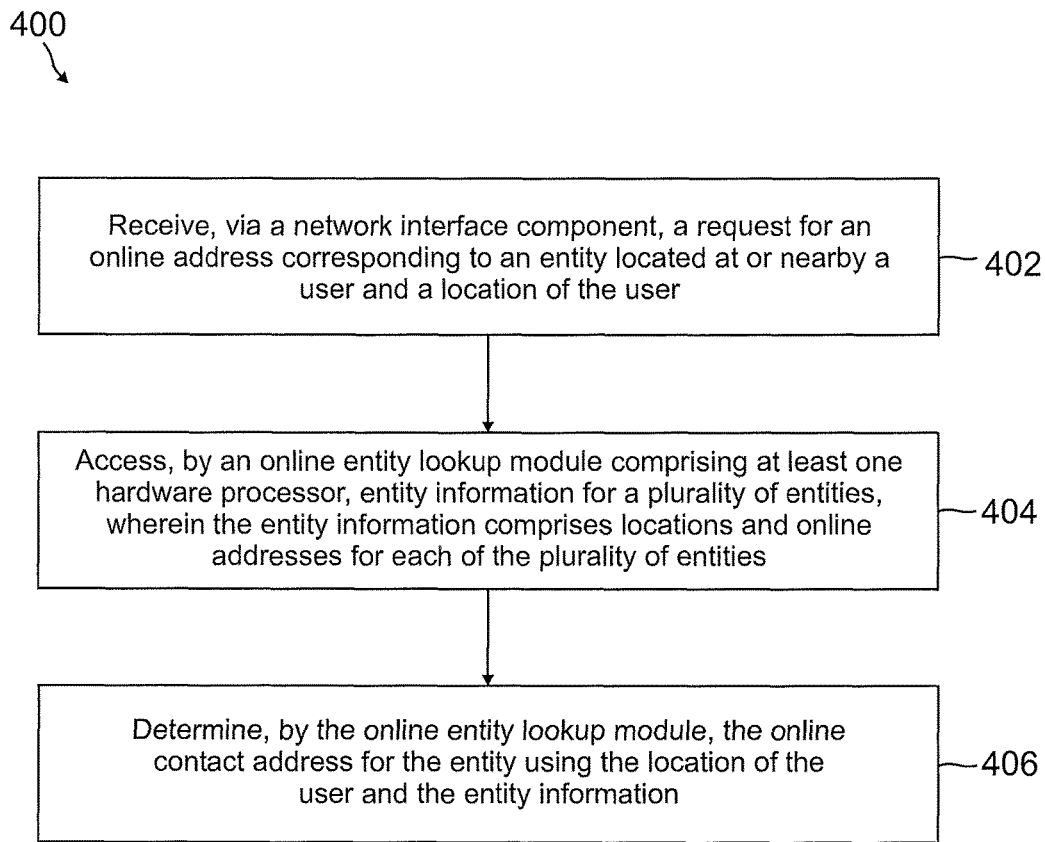 400
Receive, via a network interface component, a request for an
online address corresponding to an entity located at or nearby a
user and a location of the user
402
Access, by an online entity lookup module comprising at least one
hardware processor, entity information for a plurality of entities,
wherein the entity information comprises locations and online
addresses for each of the plurality of entities
404
Determine, by the online entity lookup module, the online
contact address for the entity using the location of the
user and the entity information
406